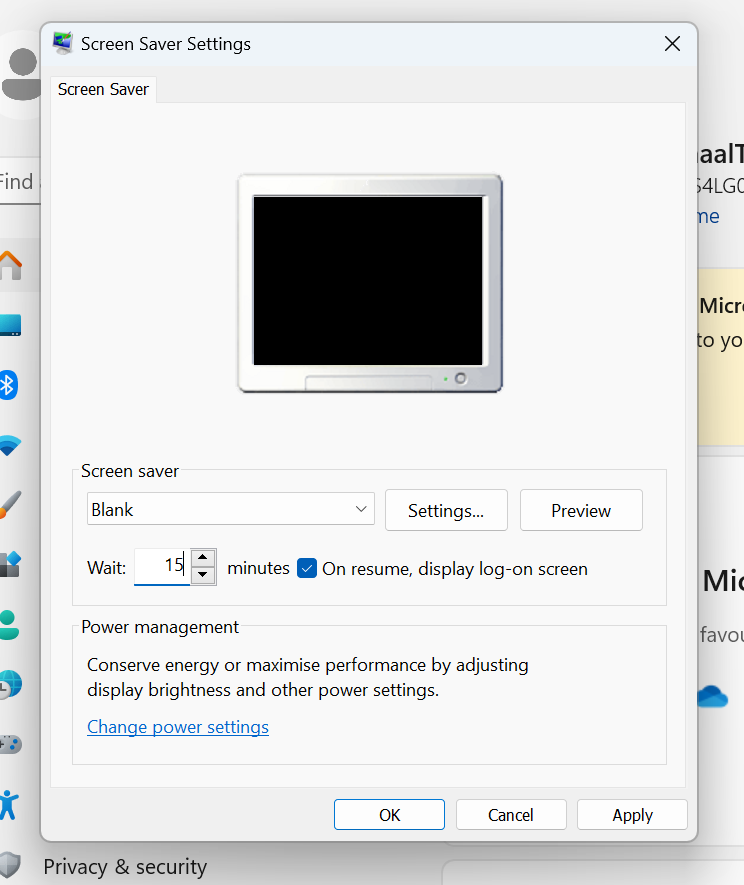 Screen Saver Settings
Screen Saver
Find
me
Micr
to yo
Screen saver
Blank
Settings...
Preview
Wait: 15 minutes On resume, display log-on screen
Mic
favou
Power management
Conserve energy or maximise performance by adjusting
display brightness and other power settings.
Change power settings
OK
Cancel
Apply
Privacy & security